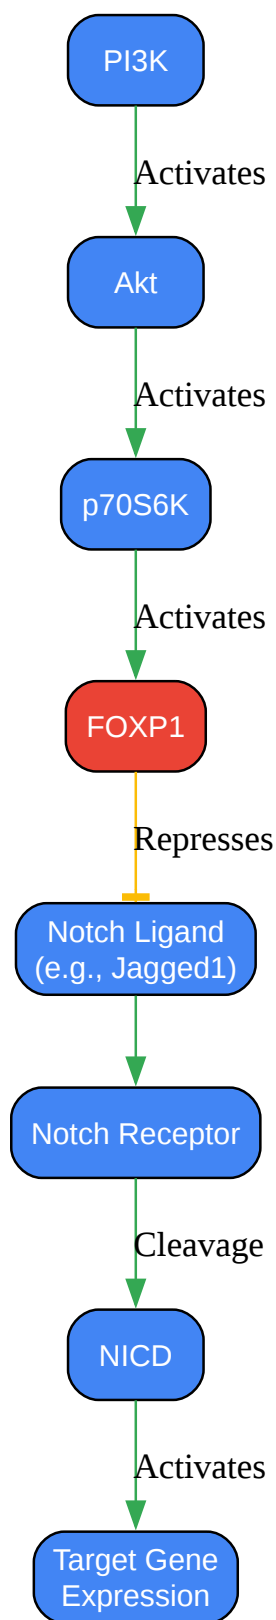 PI3K
Activates
Akt
Activates
p70S6K
Activates
FOXP1
Represses
Notch Ligand
(e.g., Jagged1)
Notch Receptor
Cleavage
NICD
Activates
Target Gene
Expression